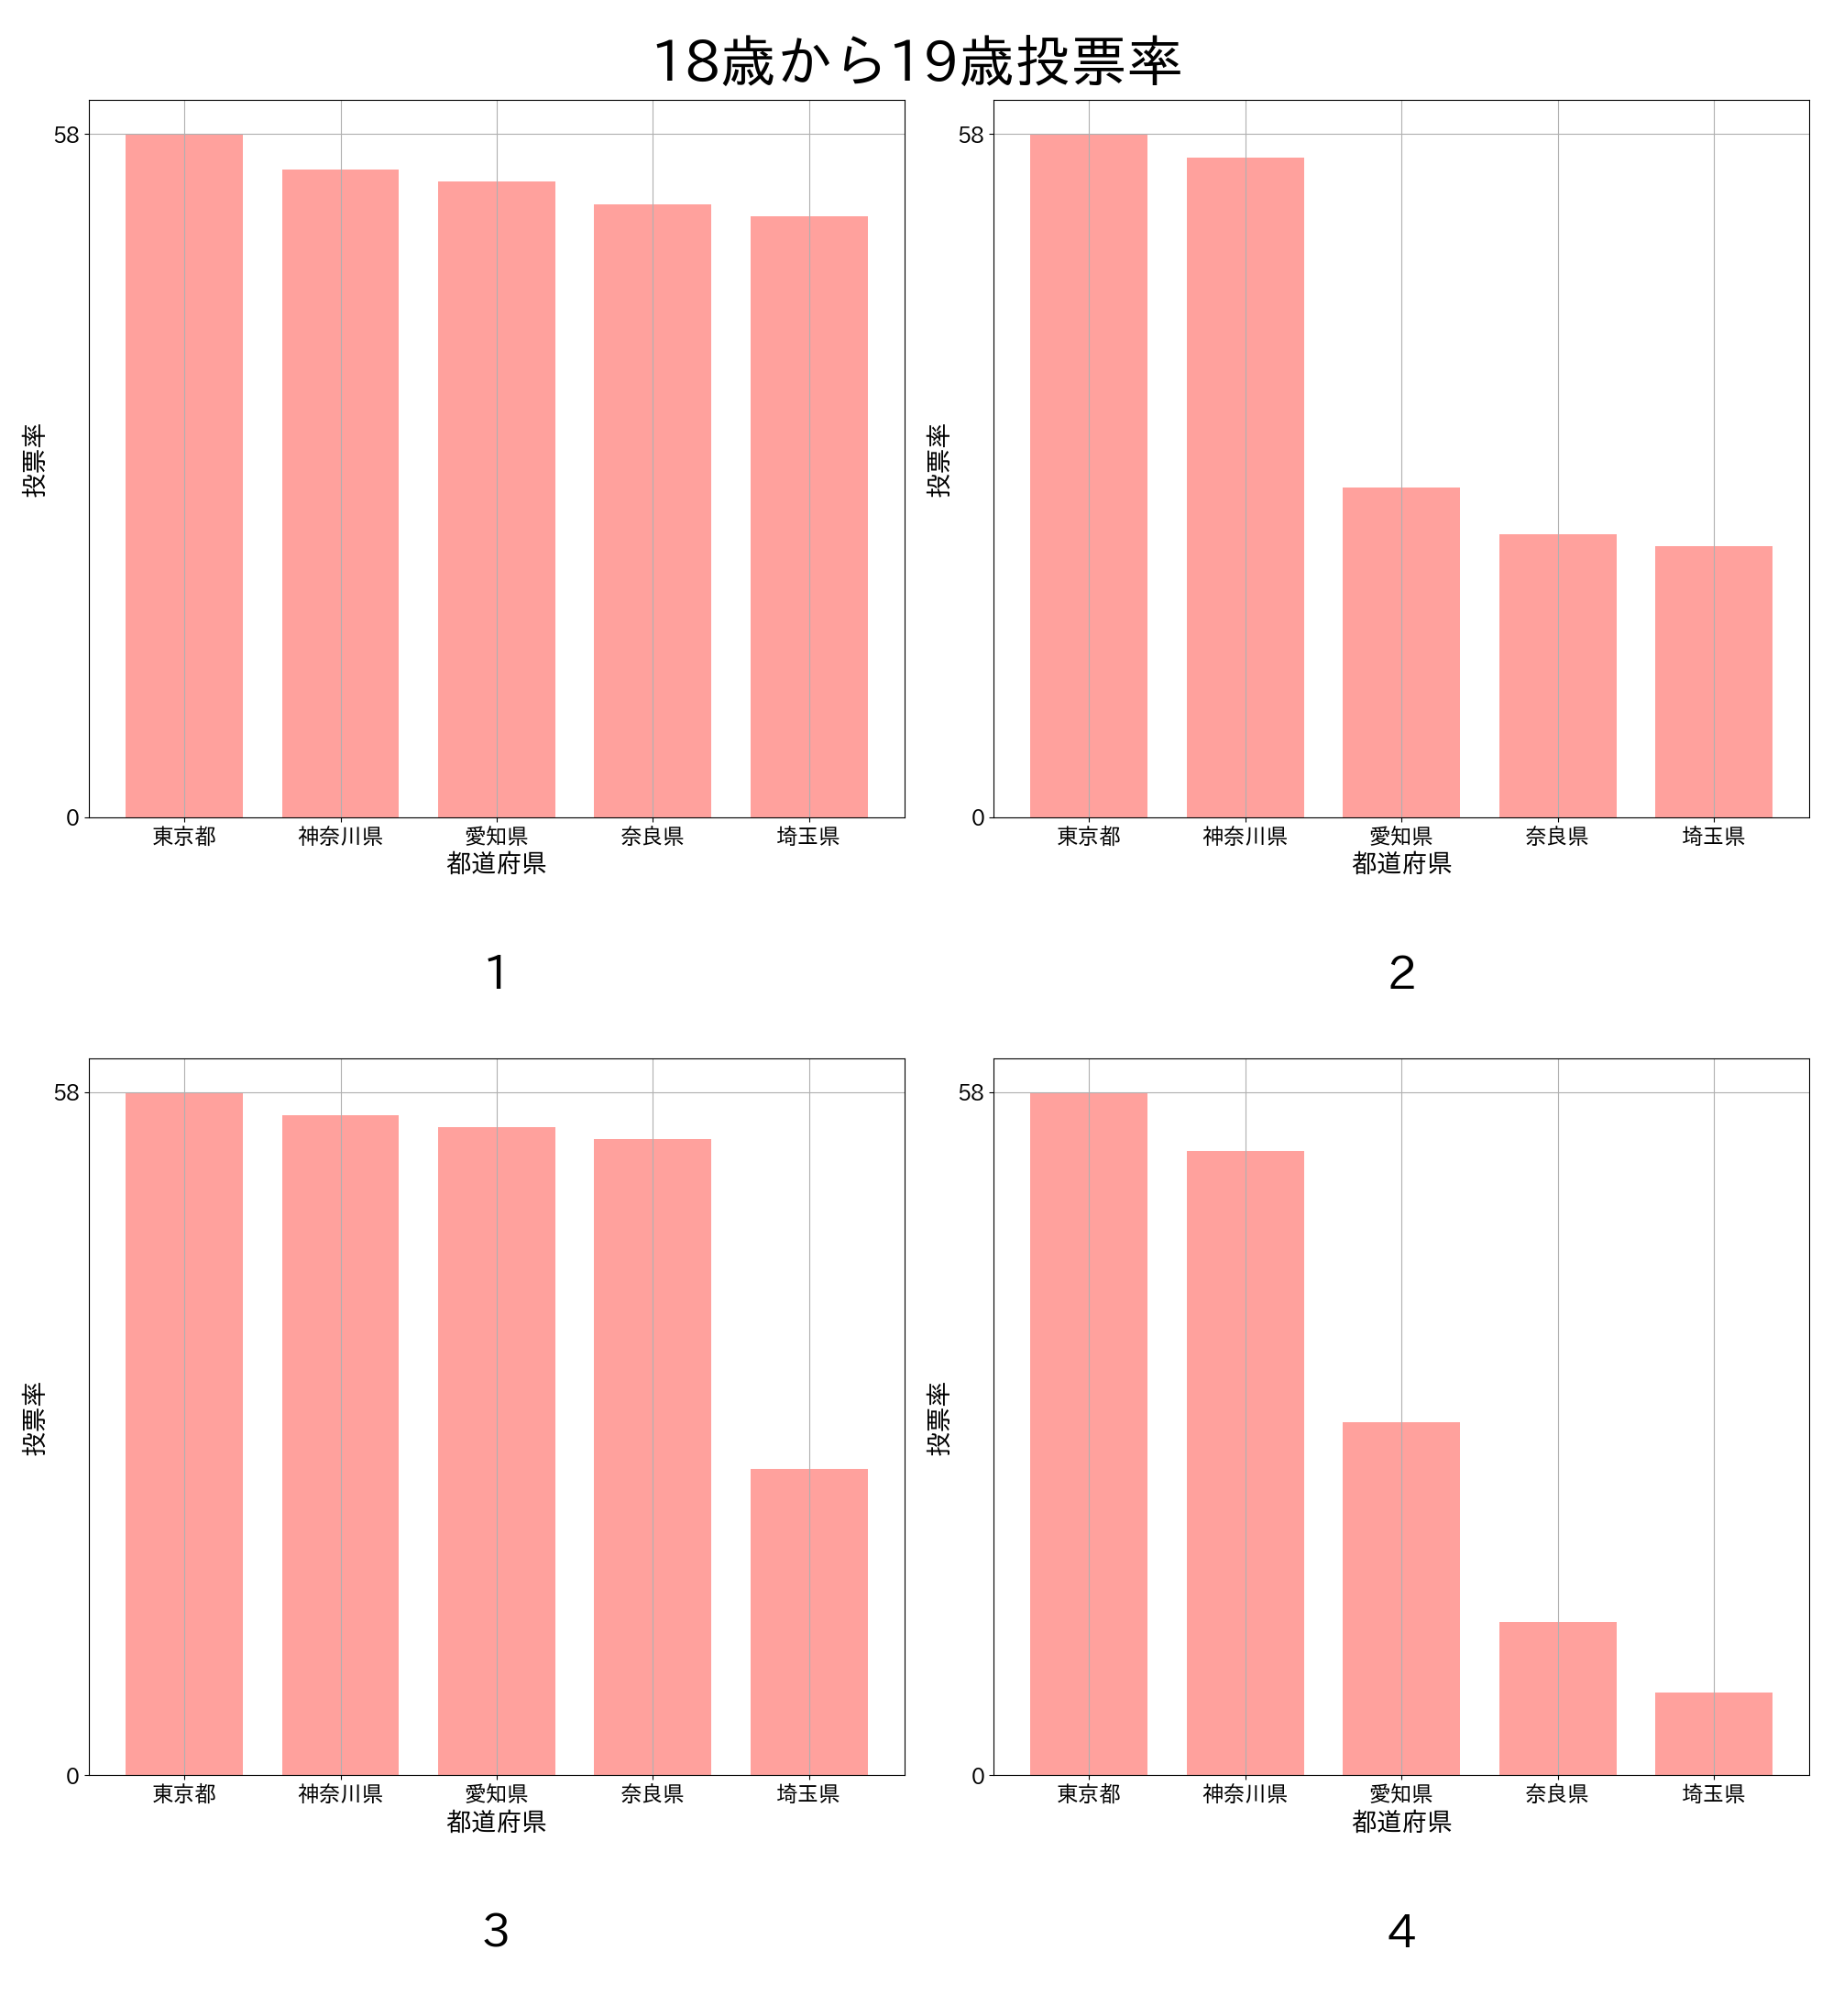 18歳から19歳投票率
58
0
投票率
東京都 神奈川県 愛知県 奈良県 埼玉県
都道府県
1
58
0
投票率
東京都 神奈川県 愛知県 奈良県 埼玉県
都道府県
2
58
0
投票率
東京都 神奈川県 愛知県 奈良県 埼玉県
都道府県
3
58
0
投票率
東京都 神奈川県 愛知県 奈良県 埼玉県
都道府県
4